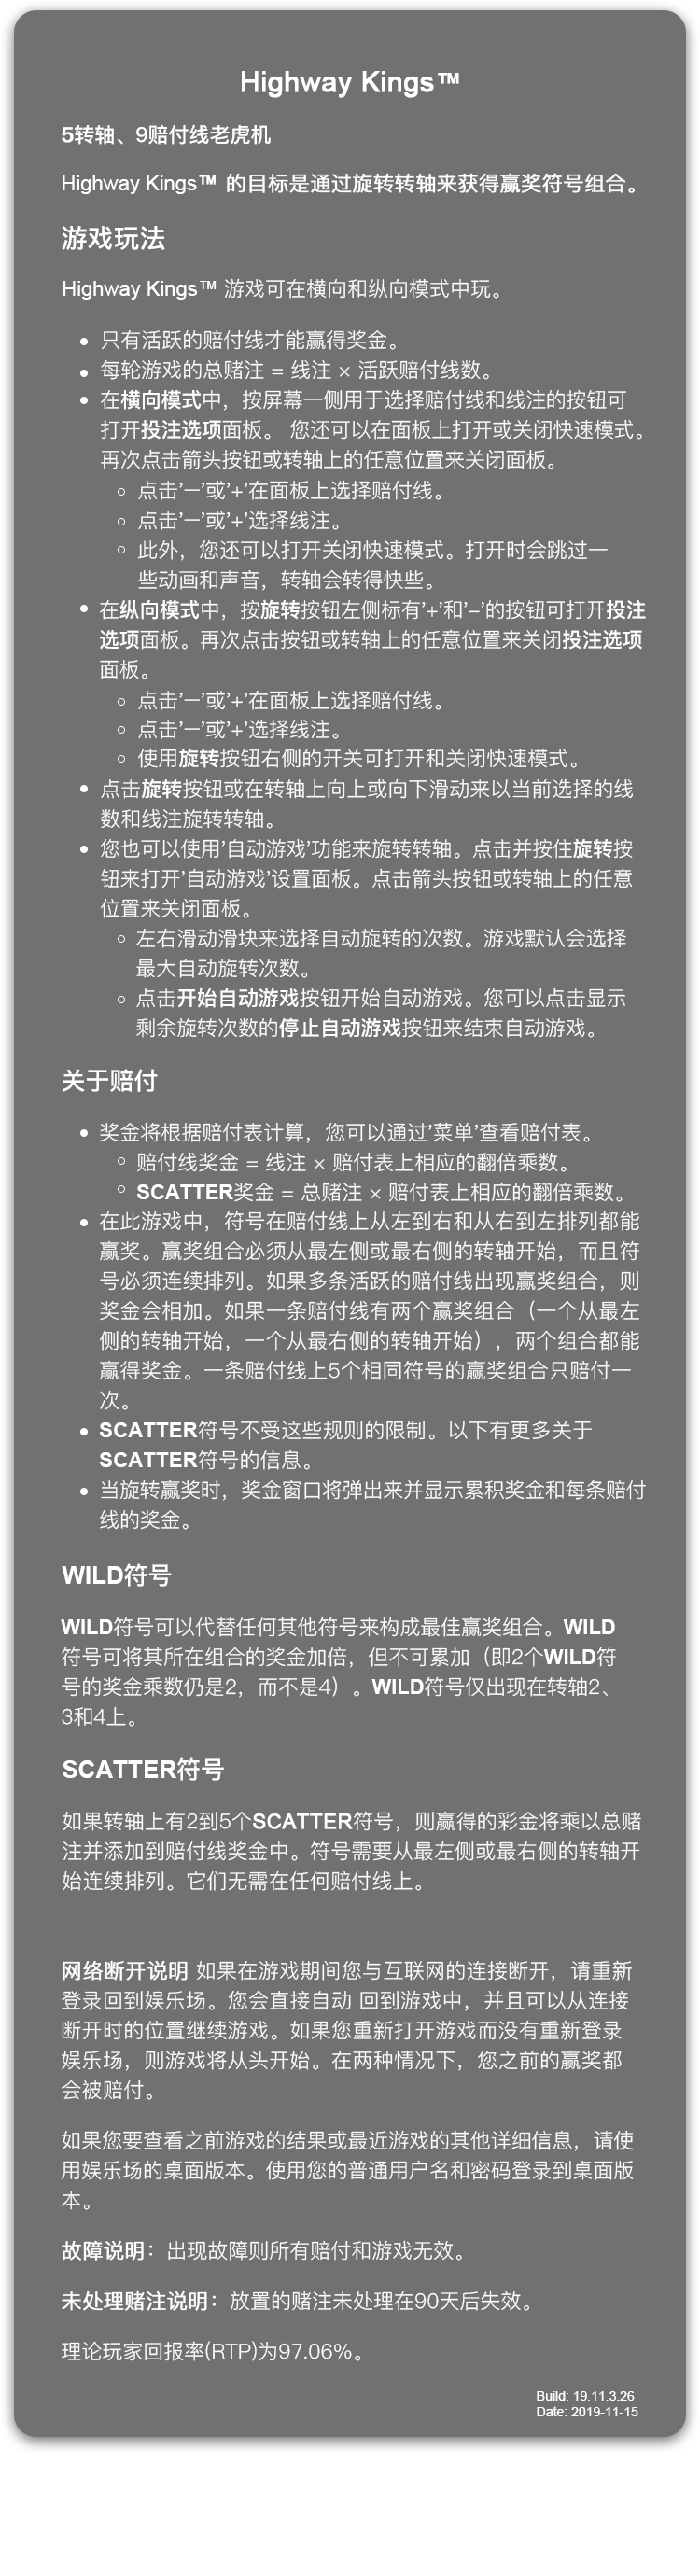 Highway Kings™
5转轴、9赔付线老虎机
Highway Kings™ 的目标是通过旋转转轴来获得赢奖符号组合。
游戏玩法
Highway Kings™ 游戏可在横向和纵向模式中玩。
只有活跃的赔付线才能赢得奖金。
每轮游戏的总赌注 = 线注 × 活跃赔付线数。
在横向模式中，按屏幕一侧用于选择赔付线和线注的按钮可
打开投注选项面板。 您还可以在面板上打开或关闭快速模式。
再次点击箭头按钮或转轴上的任意位置来关闭面板。
点击'—'或'+'在面板上选择赔付线。
点击'—'或'+'选择线注。
此外，您还可以打开关闭快速模式。打开时会跳过一
些动画和声音，转轴会转得快些。
在纵向模式中，按旋转按钮左侧标有'+'和'–'的按钮可打开投注
选项面板。再次点击按钮或转轴上的任意位置来关闭投注选项
面板。
点击'—'或'+'在面板上选择赔付线。
点击'—'或'+'选择线注。
使用旋转按钮右侧的开关可打开和关闭快速模式。
点击旋转按钮或在转轴上向上或向下滑动来以当前选择的线
数和线注旋转转轴。
您也可以使用'自动游戏'功能来旋转转轴。点击并按住旋转按
钮来打开'自动游戏'设置面板。点击箭头按钮或转轴上的任意
位置来关闭面板。
左右滑动滑块来选择自动旋转的次数。游戏默认会选择
最大自动旋转次数。
点击开始自动游戏按钮开始自动游戏。您可以点击显示
剩余旋转次数的停止自动游戏按钮来结束自动游戏。
关于赔付
奖金将根据赔付表计算，您可以通过'菜单'查看赔付表。
赔付线奖金 = 线注 × 赔付表上相应的翻倍乘数。
SCATTER奖金 = 总赌注 × 赔付表上相应的翻倍乘数。
在此游戏中，符号在赔付线上从左到右和从右到左排列都能
赢奖。赢奖组合必须从最左侧或最右侧的转轴开始，而且符
号必须连续排列。如果多条活跃的赔付线出现赢奖组合，则
奖金会相加。如果一条赔付线有两个赢奖组合（一个从最左
侧的转轴开始，一个从最右侧的转轴开始），两个组合都能
赢得奖金。一条赔付线上5个相同符号的赢奖组合只赔付一
次。
SCATTER符号不受这些规则的限制。以下有更多关于
SCATTER符号的信息。
当旋转赢奖时，奖金窗口将弹出来并显示累积奖金和每条赔付
线的奖金。
WILD符号
WILD符号可以代替任何其他符号来构成最佳赢奖组合。WILD
符号可将其所在组合的奖金加倍，但不可累加（即2个WILD符
号的奖金乘数仍是2，而不是4）。WILD符号仅出现在转轴2、
3和4上。
SCATTER符号
如果转轴上有2到5个SCATTER符号，则赢得的彩金将乘以总赌
注并添加到赔付线奖金中。符号需要从最左侧或最右侧的转轴开
始连续排列。它们无需在任何赔付线上。
网络断开说明 如果在游戏期间您与互联网的连接断开，请重新
登录回到娱乐场。您会直接自动 回到游戏中，并且可以从连接
断开时的位置继续游戏。如果您重新打开游戏而没有重新登录
娱乐场，则游戏将从头开始。在两种情况下，您之前的赢奖都
会被赔付。
如果您要查看之前游戏的结果或最近游戏的其他详细信息，请使
用娱乐场的桌面版本。使用您的普通用户名和密码登录到桌面版
本。
故障说明：出现故障则所有赔付和游戏无效。
未处理赌注说明：放置的赌注未处理在90天后失效。
理论玩家回报率(RTP)为97.06%。
Build: 19.11.3.26
Date: 2019-11-15